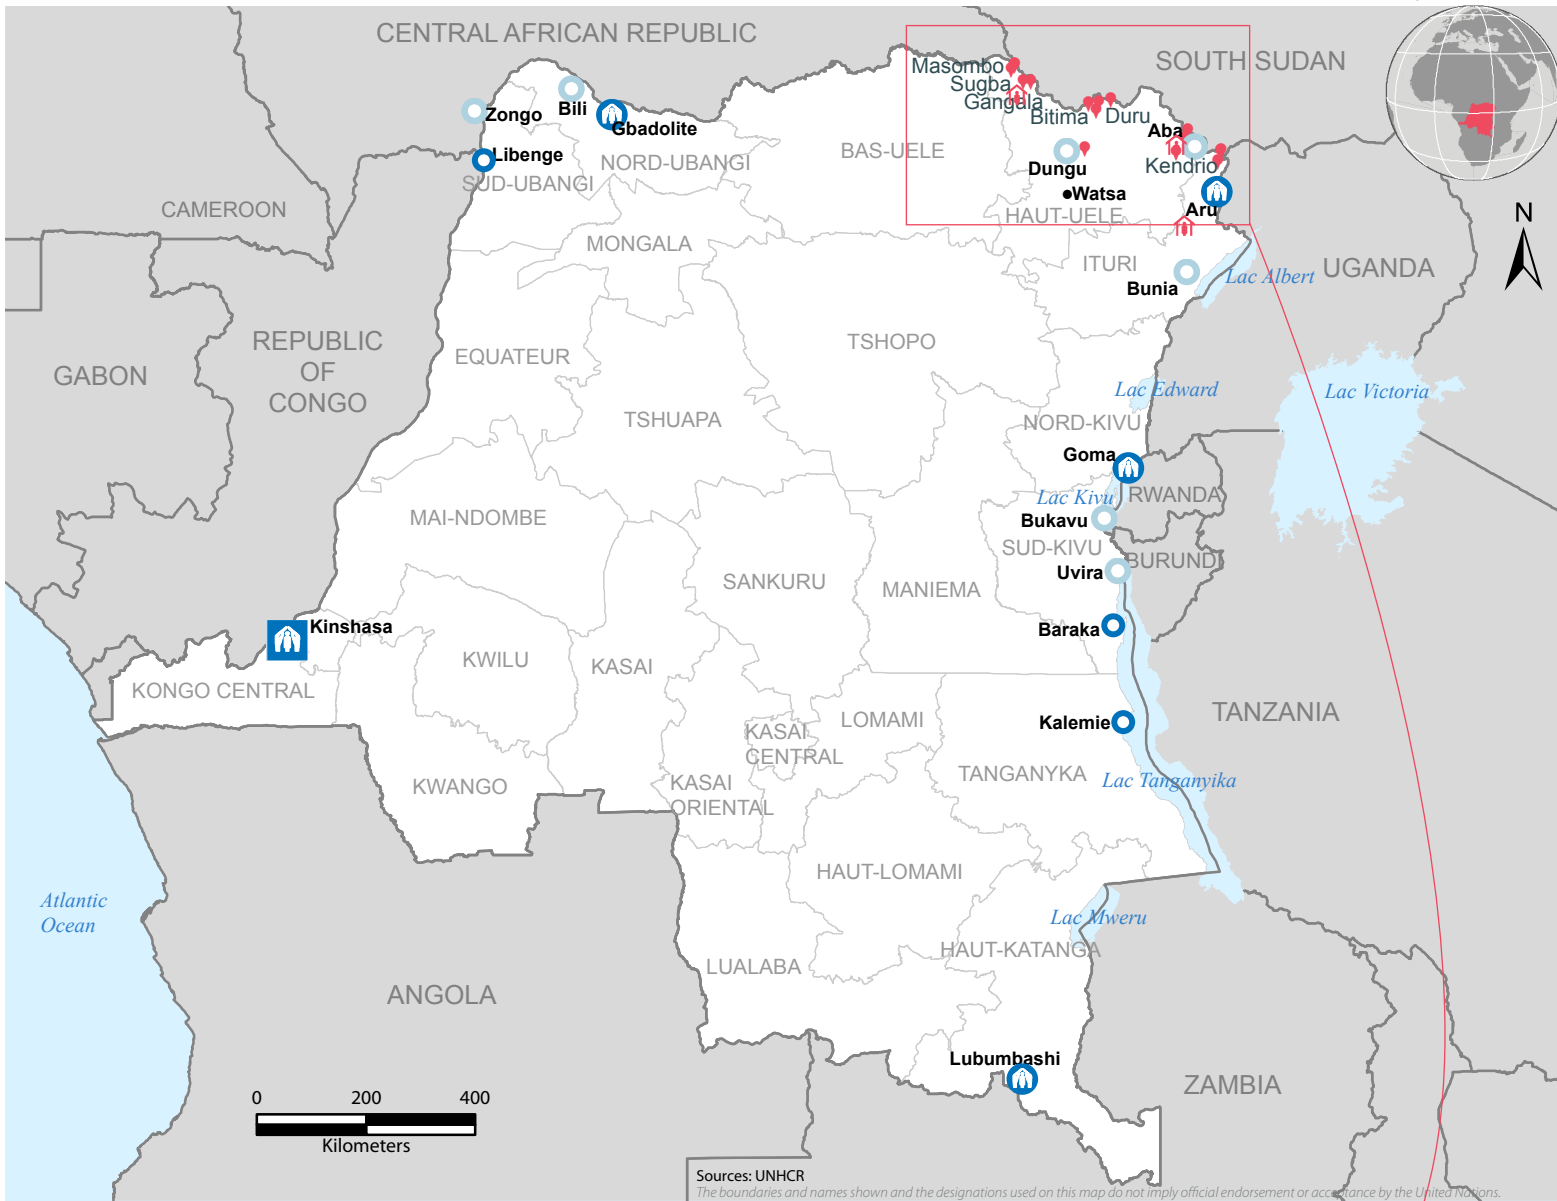 CENTRAL AFRICAN REPUBLIC
SOUTH SUDAN
Masombo
Sugba
Gangala
Bitima
Duru
Aba
Kendrio
Zongo
Bili
Gbadolite
Libenge
NORD-UBANGI
SUD-UBANGI
BAS-UELE
Dungu
Watsa
HAUT-UELE
Aru
CAMEROON
MONGALA
ITURI
Bunia
Lac Albert
UGANDA
N
GABON
REPUBLIC
OF
CONGO
EQUATEUR
TSHOPO
TSHUAPA
Lac Edward
Lac Victoria
NORD-KIVU
Goma
Lac Kivu
RWANDA
MAI-NDOMBE
Bukavu
SUD-KIVU
BURUNDI
Uvira
SANKURU
MANIEMA
Kinshasa
Baraka
KWILU
KASAI
KONGO CENTRAL
LOMAMI
Kalemie
TANZANIA
KASAI
CENTRAL
TANGANYKA
Lac Tanganyika
KWANGO
KASAI
ORIENTAL
HAUT-LOMAMI
Atlantic
Ocean
Lac Mweru
HAUT-KATANGA
LUALABA
ANGOLA
Lubumbashi
ZAMBIA
0 200 400
Kilometers
Sources: UNHCR
The boundaries and names shown and the designations used on this map do not imply official endorsement or acceptance by the United Nations.